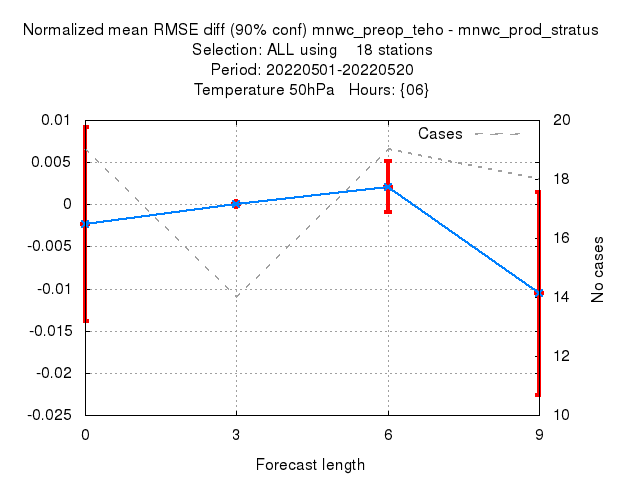 Normalized mean RMSE diff (90% conf) mnwc_preop_teho - mnwc_prod_stratus
Selection: ALL using    18 stations
Period: 20220501-20220520
Temperature 50hPa   Hours: {06}
0.01
0.005
0
-0.005
-0.01
-0.015
-0.02
-0.025
Cases
20
18
16
14
12
10
No cases
0 3 6 9
Forecast length